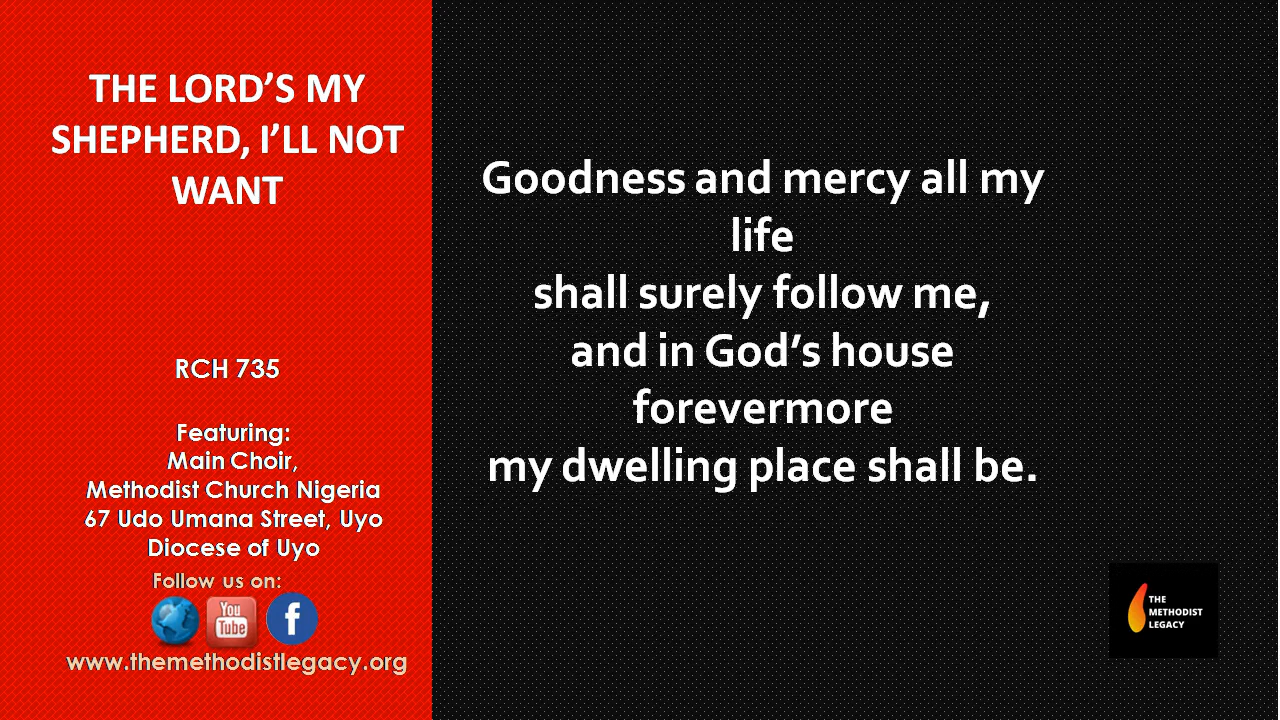 THE LORD’S MY
SHEPHERD, I’LL NOT
WANT
RCH 735
Featuring:
Main Choir,
Methodist Church Nigeria
67 Udo Umana Street, Uyo
Diocese of Uyo
Follow us on:
You
Tube
f
www.themethodistlegacy.org
Goodness and mercy all my
life
shall surely follow me,
and in God’s house
forevermore
my dwelling place shall be.
THE
METHODIST
LEGACY